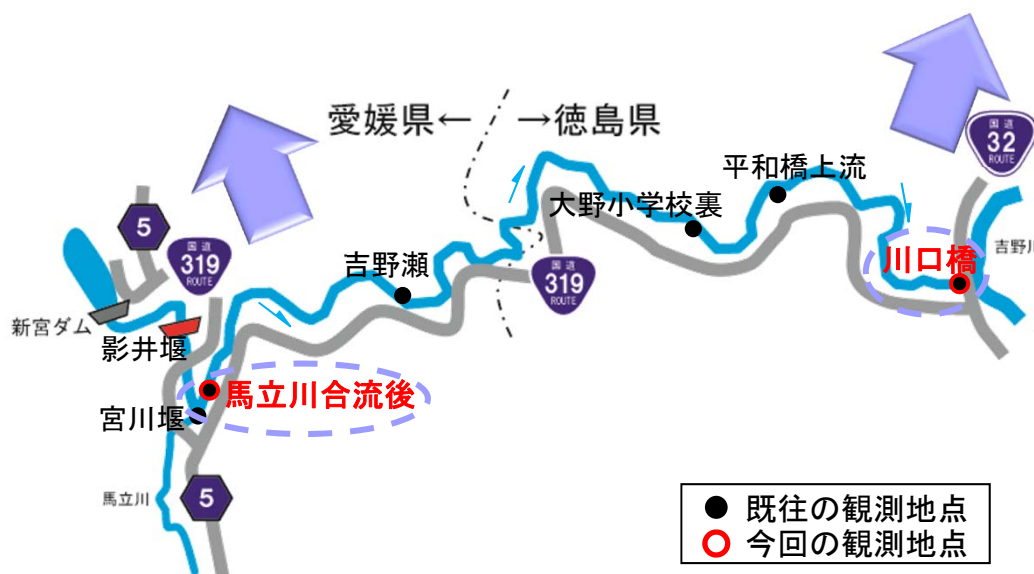 愛媛県←
→徳島県
国道
32
ROUTE
平和橋上流
大野小学校裏
5
国道
319
ROUTE
吉野瀬
国道
319
ROUTE
川口橋
吉野川
新宮ダム
影井堰
馬立川合流後
宮川堰
馬立川
5
既往の観測地点
今回の観測地点